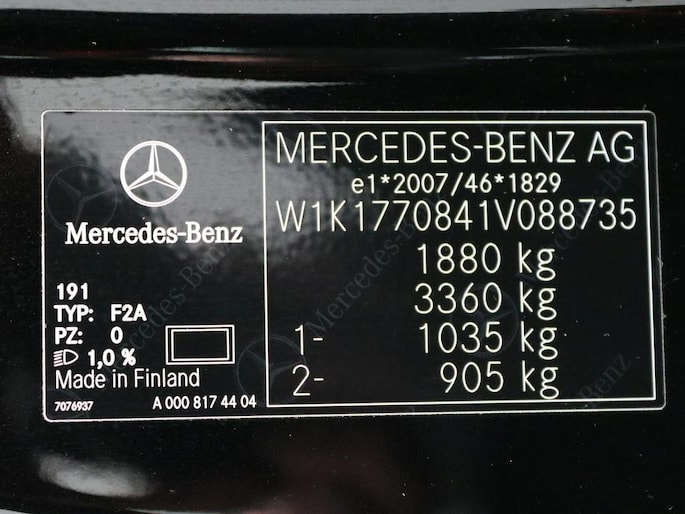 Mercedes-Benz
191
TYP: F2A
PZ: 0
1,0 %
Made in Finland
7076937 A 000 817 44 04
MERCEDES-BENZ AG
e1*2007/46*1829
W1K1770841V088735
1880 kg
3360 kg
1- 1035 kg
2- 905 kg